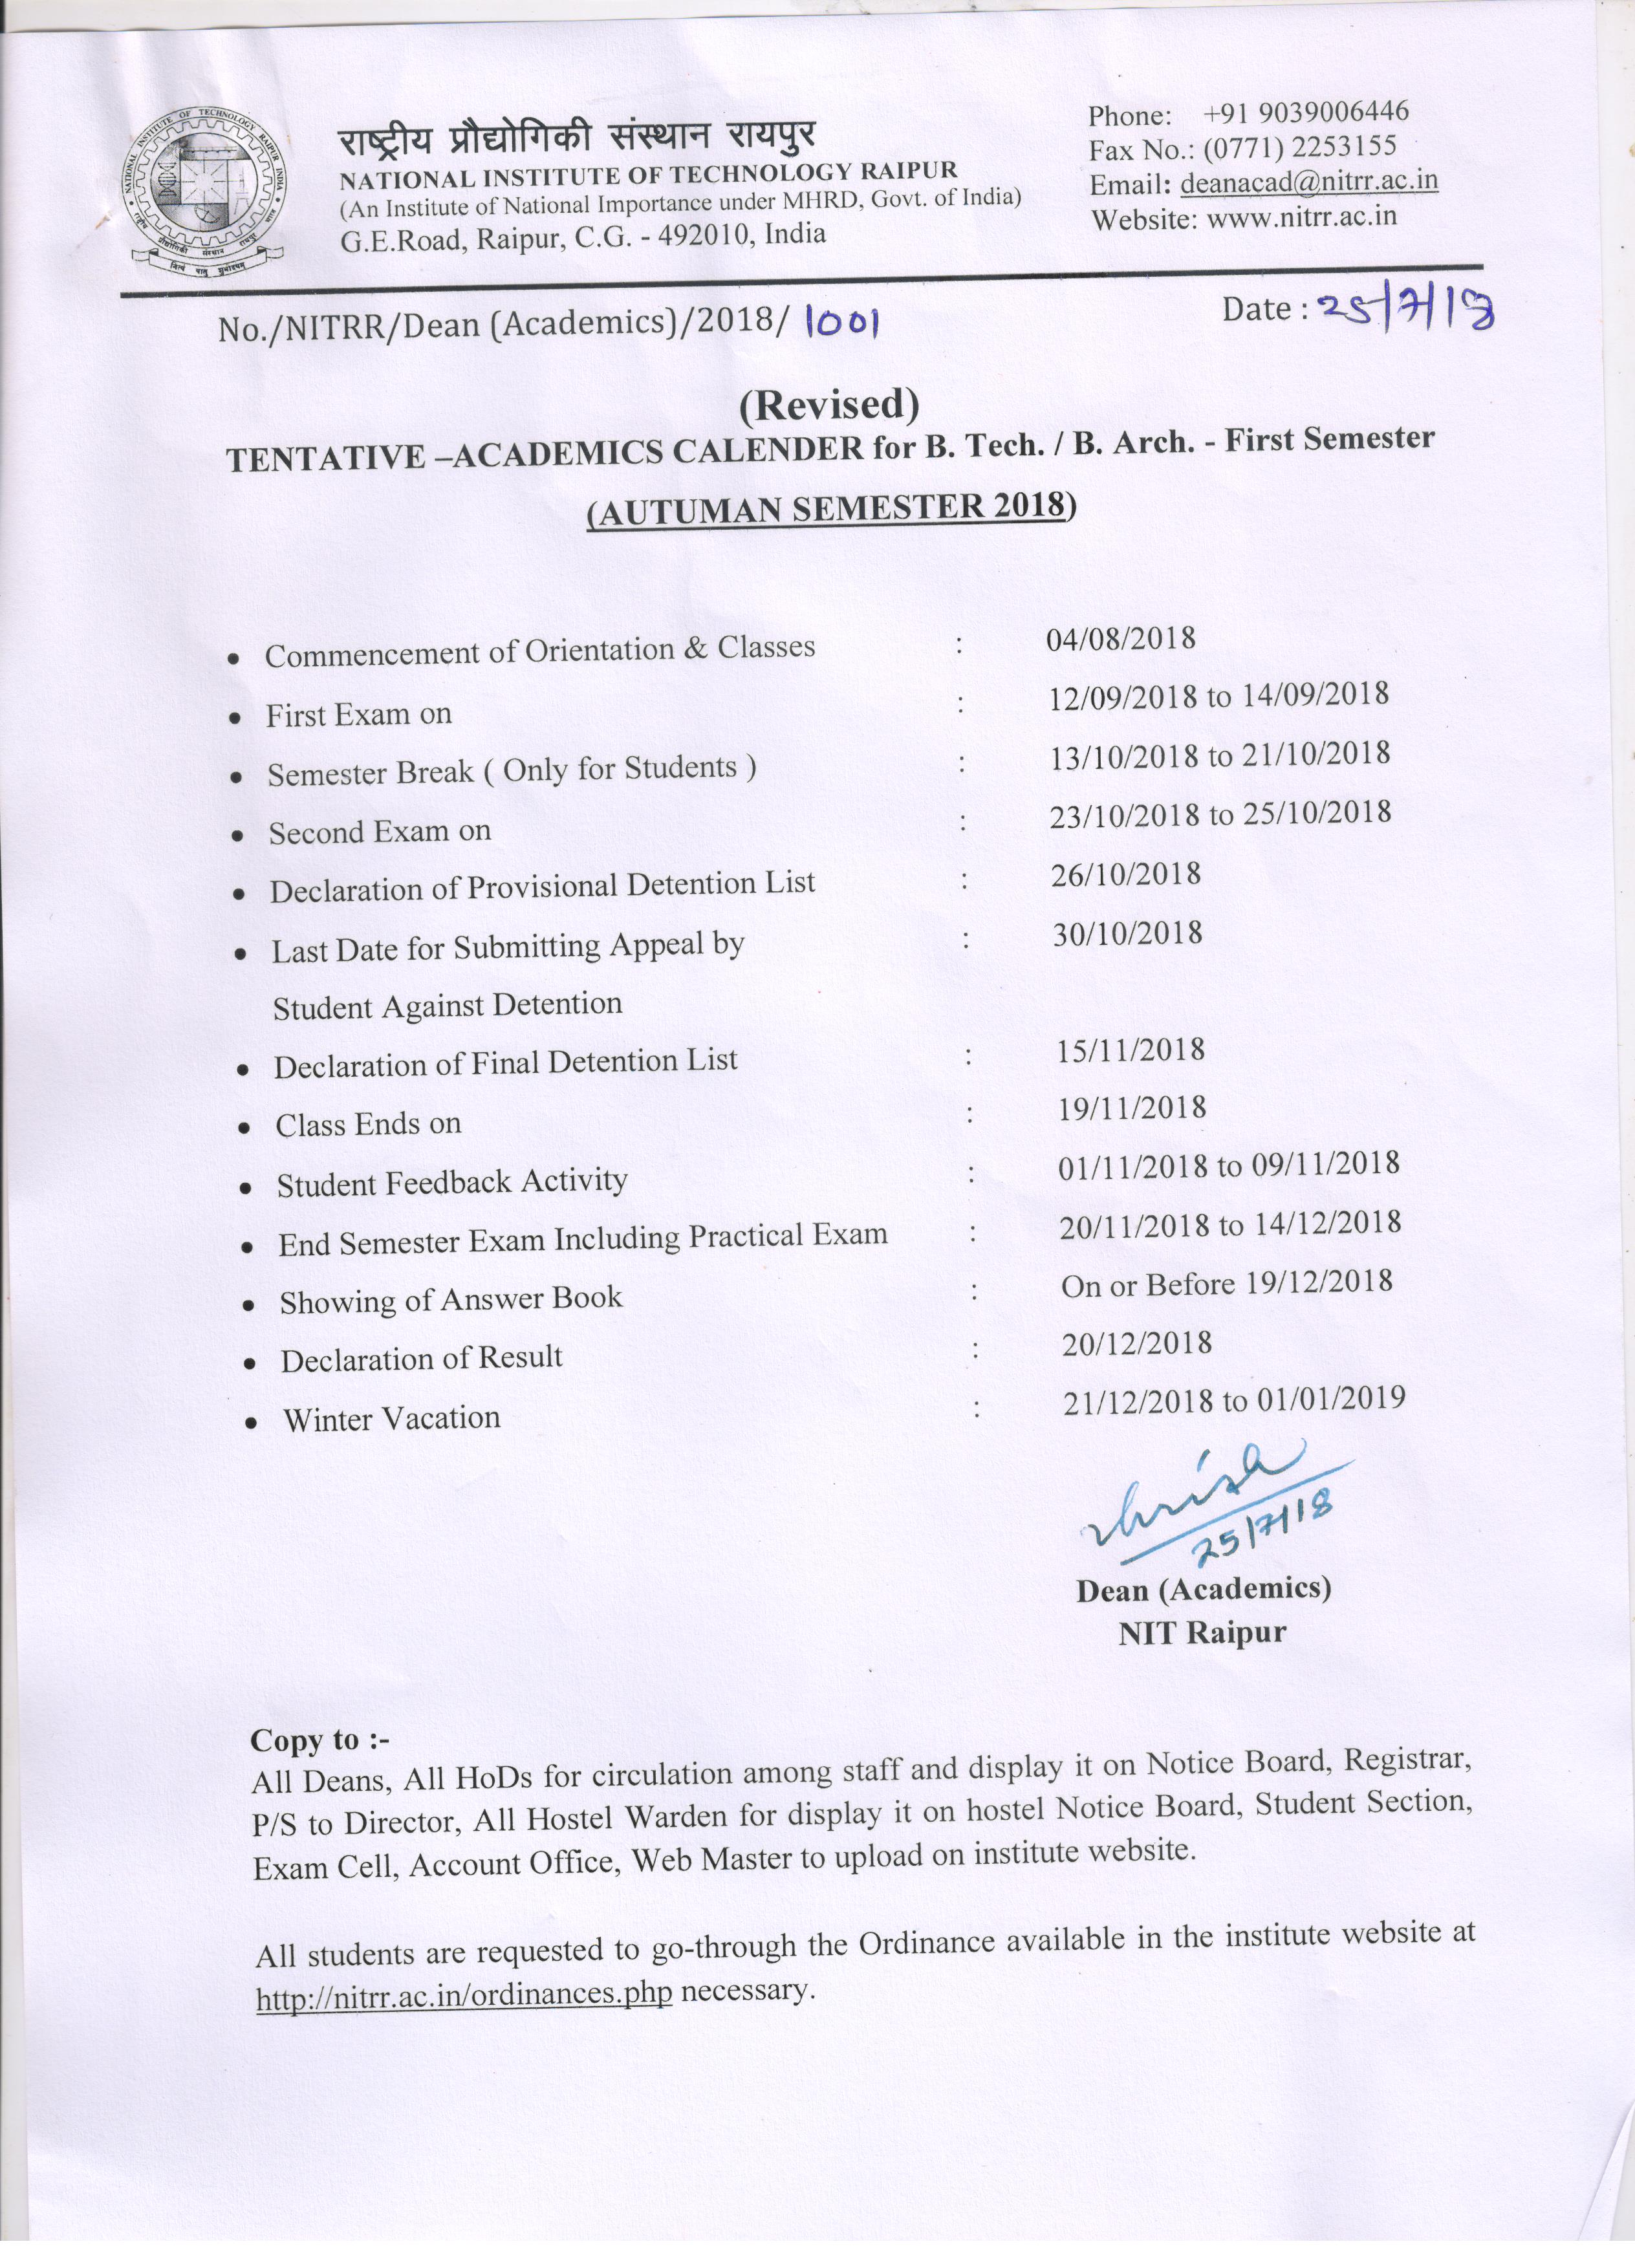 NATIONAL INSTITUTE OF TECHNOLOGY RAIPUR INDIA
राष्ट्रीय प्रौद्योगिकी संस्थान रायपुर
राष्ट्रीय प्रौद्योगिकी संस्थान रायपुर
NATIONAL INSTITUTE OF TECHNOLOGY RAIPUR
(An Institute of National Importance under MHRD, Govt. of India)
G.E.Road, Raipur, C.G. - 492010, India
Phone: +91 9039006446
Fax No.: (0771) 2253155
Email: deanacad@nitrr.ac.in
Website: www.nitrr.ac.in
No./NITRR/Dean (Academics)/2018/ 1001
Date : 25/7/18
(Revised)
TENTATIVE –ACADEMICS CALENDER for B. Tech. / B. Arch. - First Semester
(AUTUMAN SEMESTER 2018)
• Commencement of Orientation & Classes : 04/08/2018
• First Exam on : 12/09/2018 to 14/09/2018
• Semester Break ( Only for Students ) : 13/10/2018 to 21/10/2018
• Second Exam on : 23/10/2018 to 25/10/2018
• Declaration of Provisional Detention List : 26/10/2018
• Last Date for Submitting Appeal by : 30/10/2018
Student Against Detention
• Declaration of Final Detention List : 15/11/2018
• Class Ends on : 19/11/2018
• Student Feedback Activity : 01/11/2018 to 09/11/2018
• End Semester Exam Including Practical Exam : 20/11/2018 to 14/12/2018
• Showing of Answer Book : On or Before 19/12/2018
• Declaration of Result : 20/12/2018
• Winter Vacation : 21/12/2018 to 01/01/2019
25/7/18
Dean (Academics)
NIT Raipur
Copy to :-
All Deans, All HoDs for circulation among staff and display it on Notice Board, Registrar,
P/S to Director, All Hostel Warden for display it on hostel Notice Board, Student Section,
Exam Cell, Account Office, Web Master to upload on institute website.
All students are requested to go-through the Ordinance available in the institute website at
http://nitrr.ac.in/ordinances.php necessary.